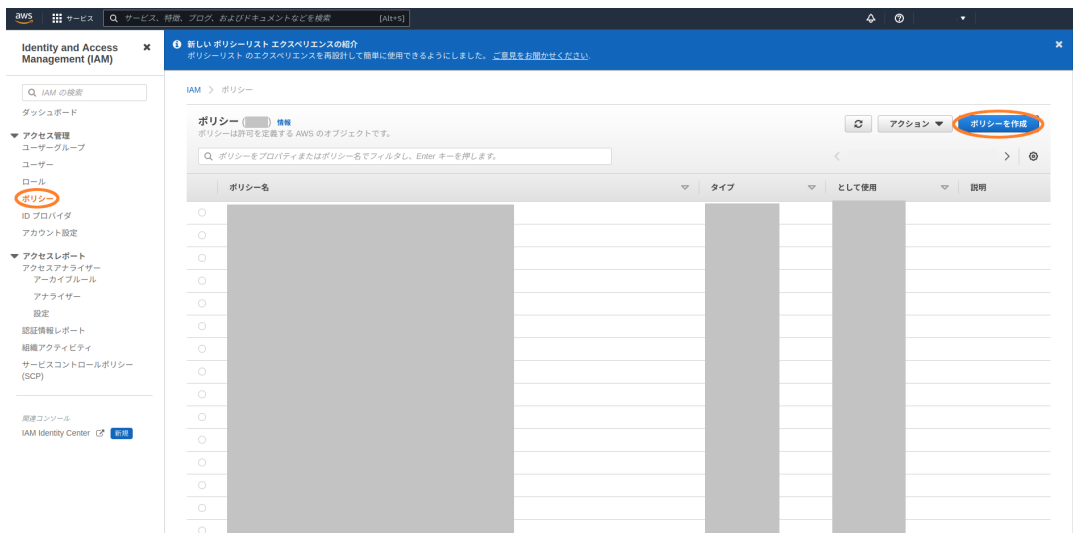 aws
サービス
サービス、特徴、ブログ、およびドキュメントなどを検索
[Alt+S]
Identity and Access Management (IAM)
IAM の検索
ダッシュボード
アクセス管理
ユーザーグループ
ユーザー
ロール
ポリシー
ID プロバイダ
アカウント設定
アクセスレポート
アクセスアナライザー
アーカイブルール
アナライザー
設定
認証情報レポート
組織アクティビティ
サービスコントロールポリシー (SCP)
関連コンソール
IAM Identity Center 新規
新しい ポリシーリスト エクスペリエンスの紹介
ポリシーリスト のエクスペリエンスを再設計して簡単に使用できるようにしました。 ご意見をお聞かせください.
IAM > ポリシー
ポリシー ( ) 情報
ポリシーは許可を定義する AWS のオブジェクトです。
アクション
ポリシーを作成
ポリシーをプロパティまたはポリシー名でフィルタし、Enter キーを押します。
ポリシー名 タイプ として使用 説明